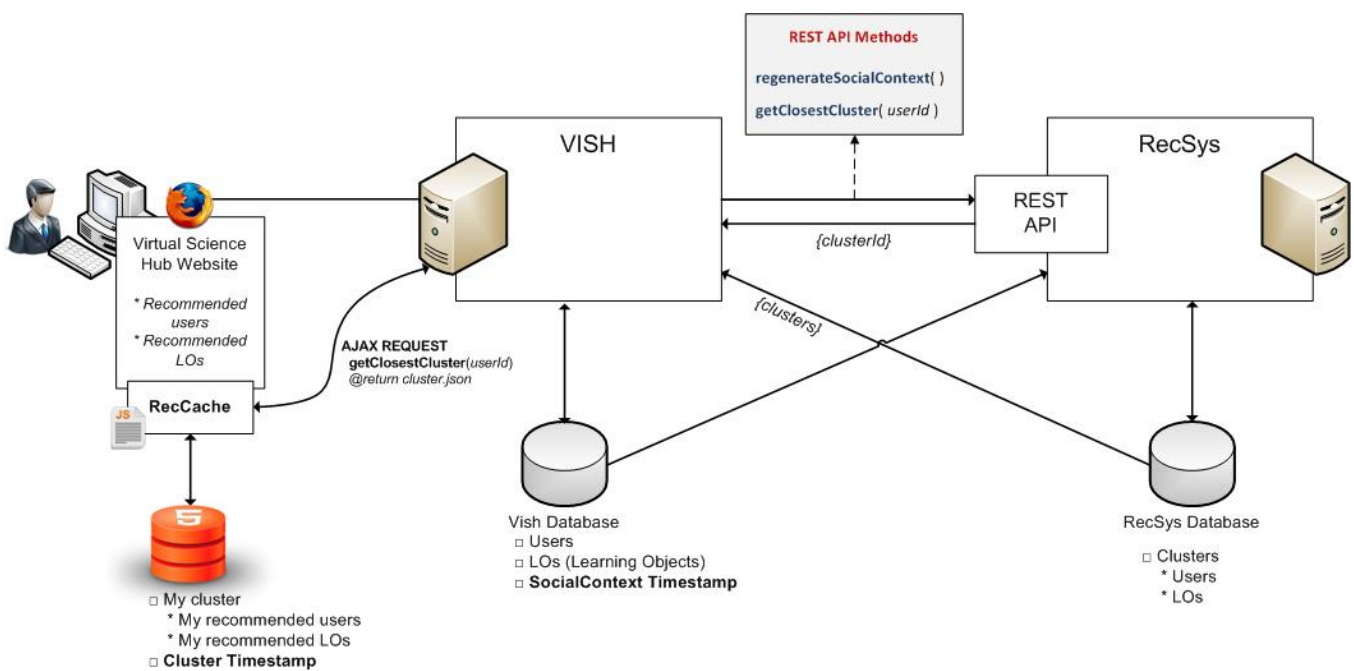 REST API Methods
regenerateSocialContext( )
getClosestCluster( userId )
VISH
RecSys
REST
API
{clusterId}
{clusters}
Virtual Science
Hub Website
* Recommended
users
* Recommended
LOs
RecCache
JS
AJAX REQUEST
getClosestCluster(userId)
@return cluster.json
5
□ My cluster
* My recommended users
* My recommended LOs
□ Cluster Timestamp
Vish Database
□ Users
□ LOs (Learning Objects)
□ SocialContext Timestamp
RecSys Database
□ Clusters
* Users
* LOs